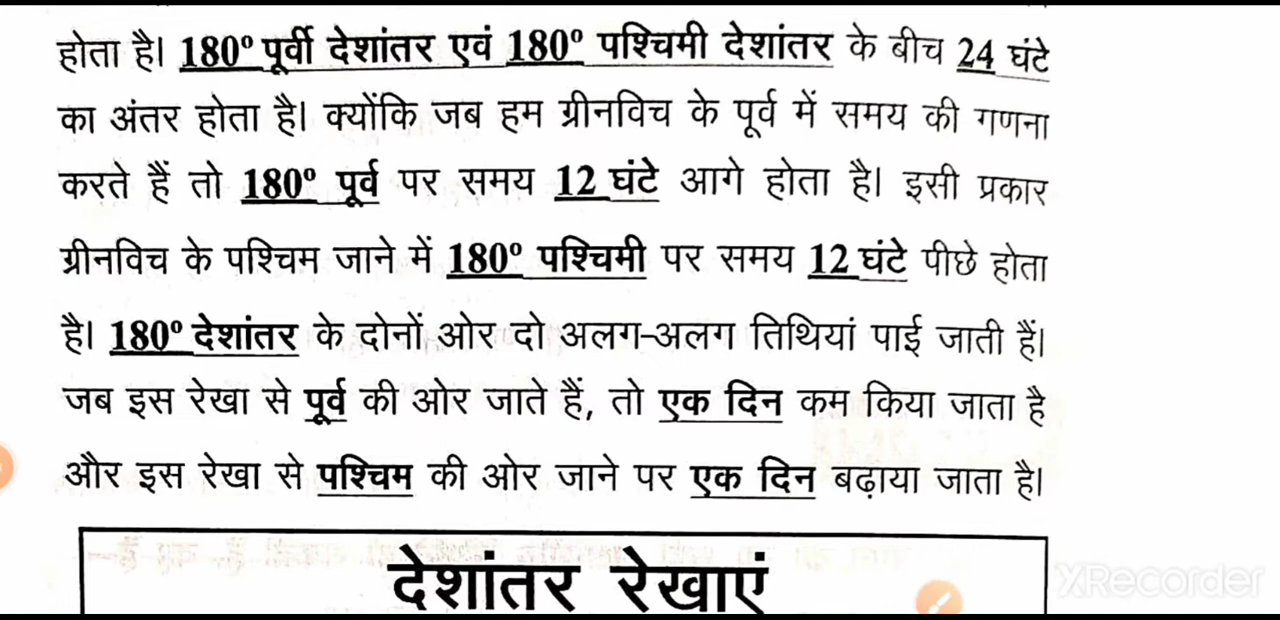 होता है। 180° पूर्वी देशांतर एवं 180° पश्चिमी देशांतर के बीच 24 घंटे
का अंतर होता है। क्योंकि जब हम ग्रीनविच के पूर्व में समय की गणना
करते हैं तो 180° पूर्व पर समय 12 घंटे आगे होता है। इसी प्रकार
ग्रीनविच के पश्चिम जाने में 180° पश्चिमी पर समय 12 घंटे पीछे होता
है। 180° देशांतर के दोनों ओर दो अलग-अलग तिथियां पाई जाती हैं।
जब इस रेखा से पूर्व की ओर जाते हैं, तो एक दिन कम किया जाता है
और इस रेखा से पश्चिम की ओर जाने पर एक दिन बढ़ाया जाता है।
देशांतर रेखाएं
XRecorder